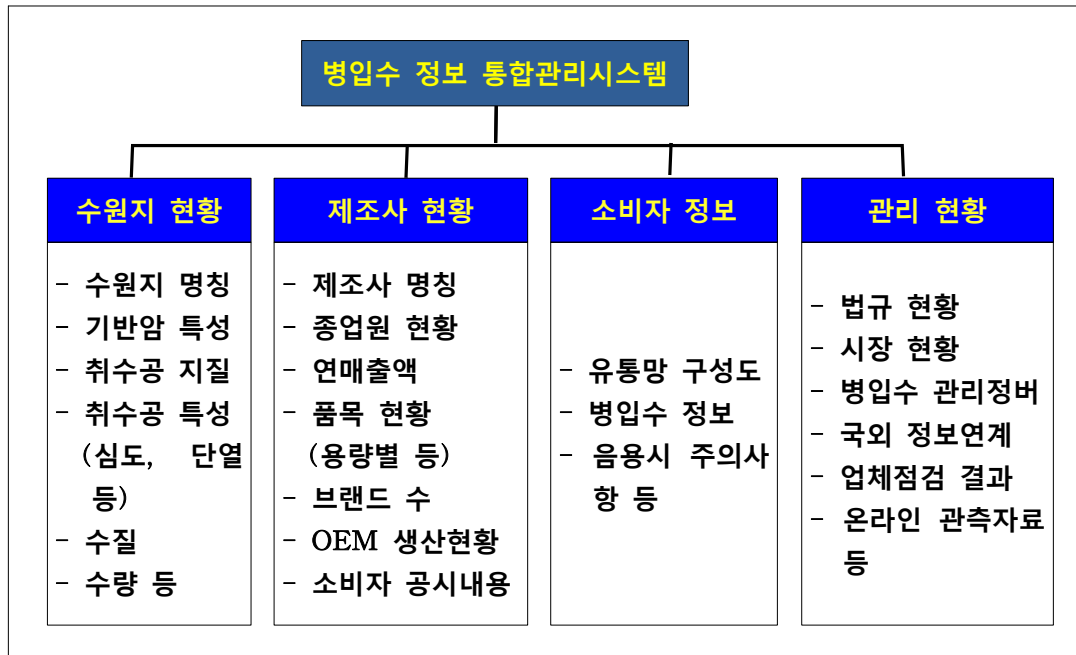 병입수 정보 통합관리시스템
수원지 현황
- 수원지 명칭
- 기반암 특성
- 취수공 지질
- 취수공 특성
(심도, 단열
등)
- 수질
- 수량 등
제조사 현황
- 제조사 명칭
- 종업원 현황
- 연매출액
- 품목 현황
(용량별 등)
- 브랜드 수
- OEM 생산현황
- 소비자 공시내용
소비자 정보
- 유통망 구성도
- 병입수 정보
- 음용시 주의사
항 등
관리 현황
- 법규 현황
- 시장 현황
- 병입수 관리정버
- 국외 정보연계
- 업체점검 결과
- 온라인 관측자료
등